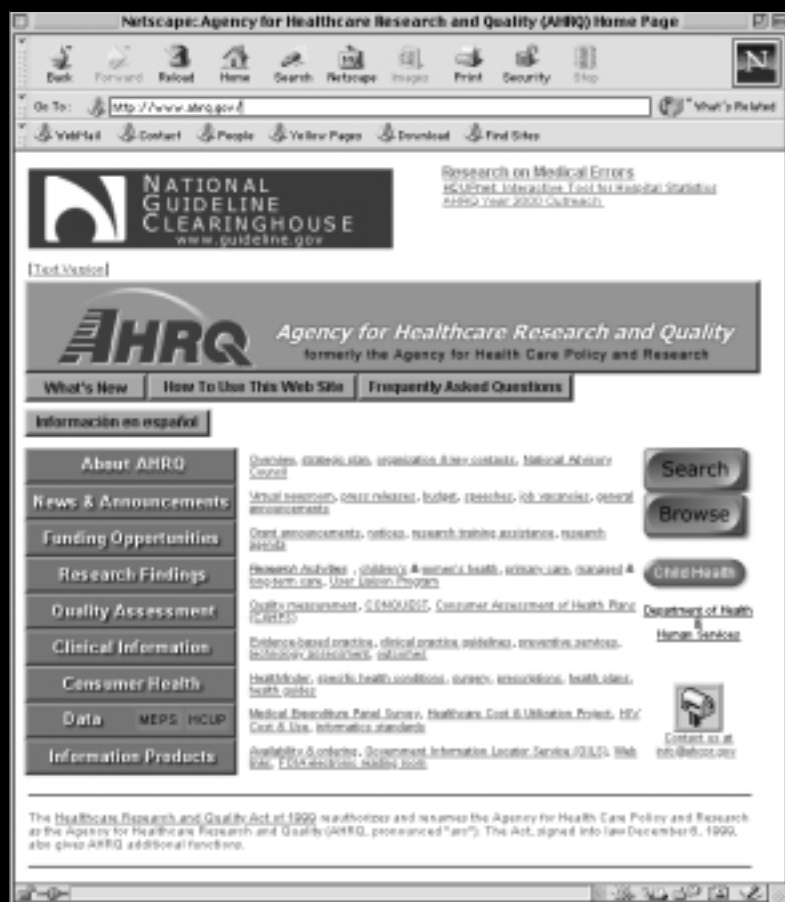 Netscape: Agency for Healthcare Research and Quality (AHRQ) Home Page
Back Forward Reload Home Search Netscape Images Print Security Stop
N
Go To: http://www.ahrq.gov/ What's Related
WebMail Contact People Yellow Pages Download Find Sites
NATIONAL
GUIDELINE
CLEARINGHOUSE
www.guideline.gov
Research on Medical Errors
HCUPnet: Interactive Tool for Hospital Statistics
AHRQ Year 2000 Outreach
[Text Version]
AHRQ
Agency for Healthcare Research and Quality
formerly the Agency for Health Care Policy and Research
What's New How To Use This Web Site Frequently Asked Questions
Información en español
About AHRQ
Overview, strategic plan, organization & key contacts, National Advisory
Council
News & Announcements
Virtual newsroom, press releases, budget, speeches, job vacancies, general
announcements
Funding Opportunities
Grant announcements, notices, research training assistance, research
agenda
Research Findings
Research Activities, children's & women's health, primary care, managed &
long-term care, User Liaison Program
Quality Assessment
Quality measurement, CONQUEST, Consumer Assessment of Health Plans
(CAHPS)
Clinical Information
Evidence-based practice, clinical practice guidelines, preventive services,
technology assessment, outcomes
Consumer Health
Healthfinder, specific health conditions, surgery, prescriptions, health plans,
health guides
Data MEPS HCUP
Medical Expenditure Panel Survey, Healthcare Cost & Utilization Project, HIV
Cost & Use, informatics standards
Information Products
Availability & ordering, Government Information Locator Service (GILS), Web
links, FOIA electronic reading room
Search
Browse
Child Health
Department of Health
&
Human Services
Contact us at
info@ahcpr.gov
The Healthcare Research and Quality Act of 1999 reauthorizes and renames the Agency for Health Care Policy and Research
as the Agency for Healthcare Research and Quality (AHRQ, pronounced "arc"). The Act, signed into law December 6, 1999,
also gives AHRQ additional functions.